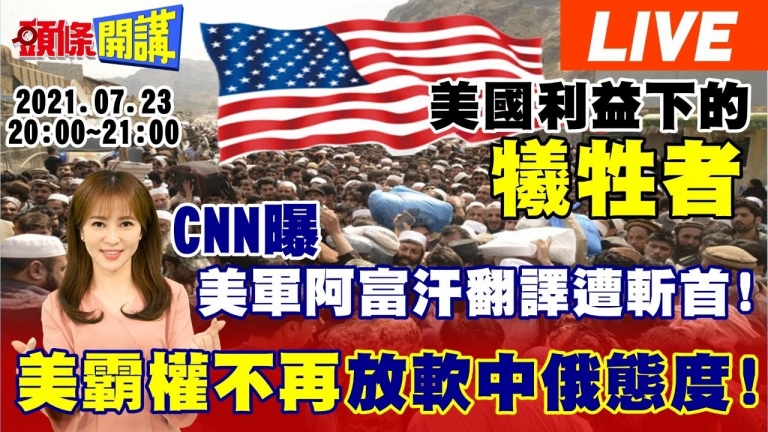 頭條開講
LIVE
2021.07.23
20:00~21:00
美國利益下的
犧牲者
CNN曝
美軍阿富汗翻譯遭斬首!
美霸權不再放軟中俄態度!